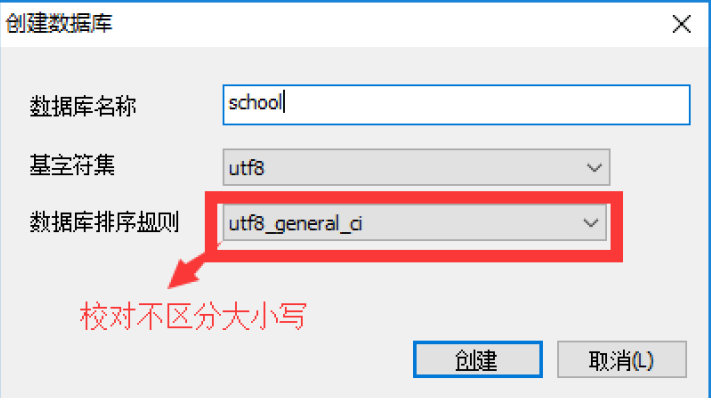 创建数据库
数据库名称 school
基字符集 utf8
数据库排序规则 utf8_general_ci
校对不区分大小写
创建 取消(L)